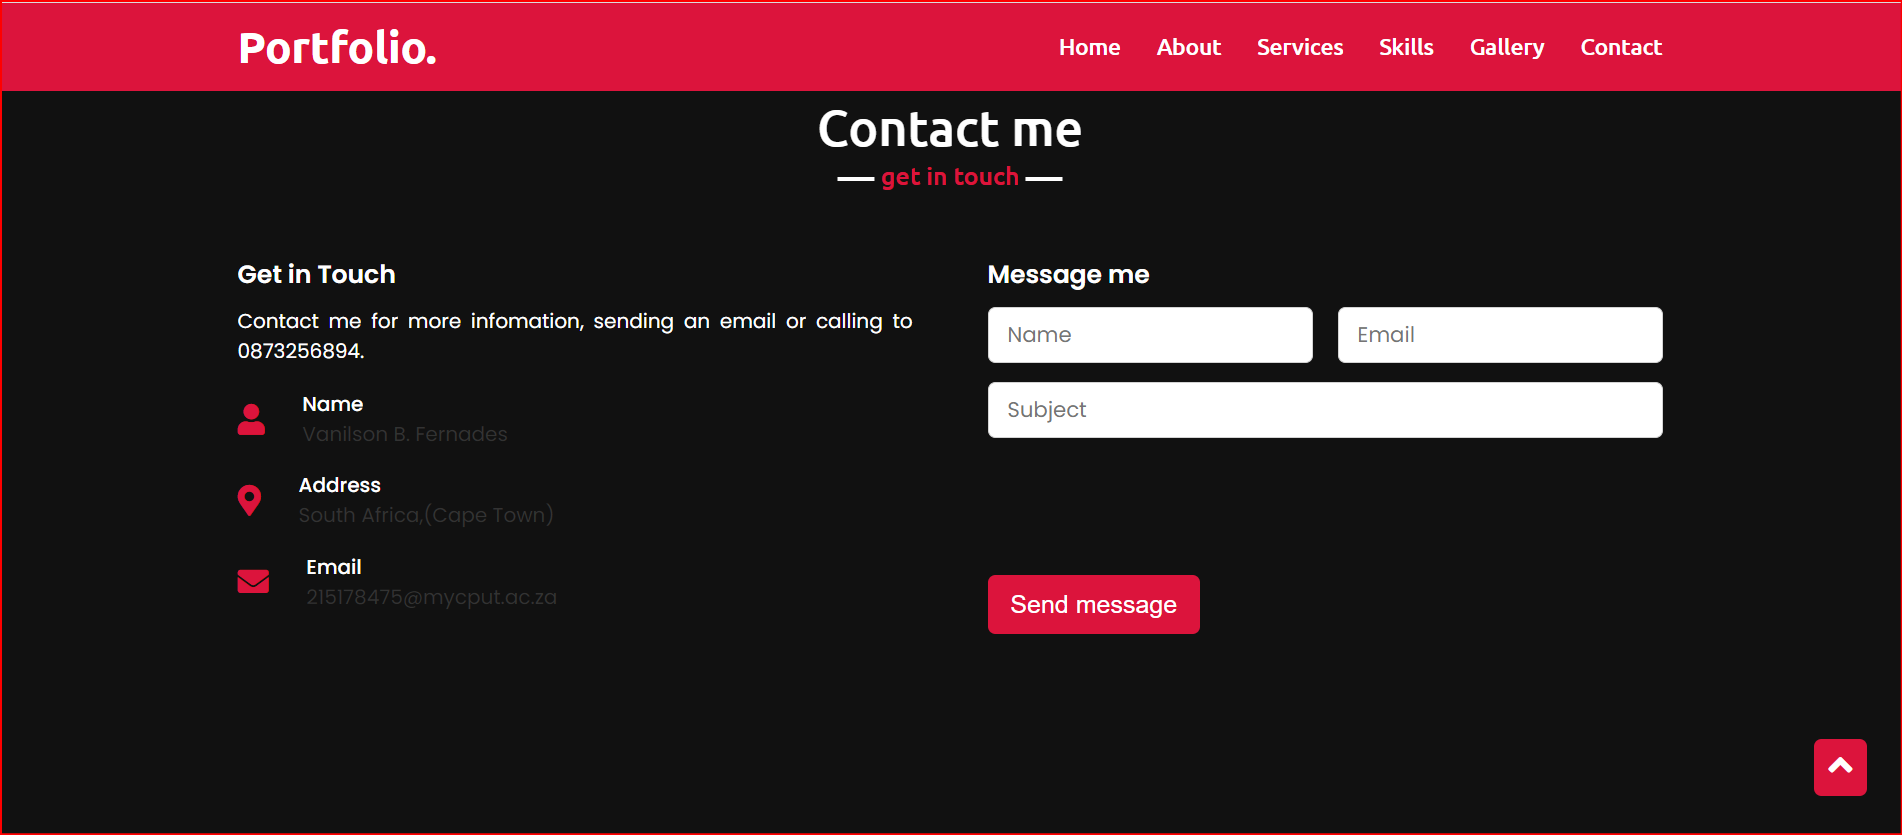 Portfolio.
Home About Services Skills Gallery Contact
Contact me
get in touch
Get in Touch
Contact me for more infomation, sending an email or calling to
0873256894.
Name
Vanilson B. Fernades
Address
South Africa,(Cape Town)
Email
215178475@mycput.ac.za
Message me
Name Email
Subject
Send message